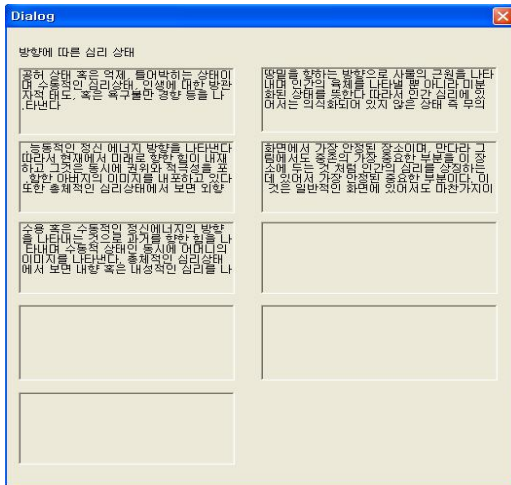 Dialog
방향에 따른 심리 상태
공허 상태 혹은 억제, 틀어박히는 상태이
며 수동적인 심리상태, 인생에 대한 방관
자적 태도, 혹은 욕구불만 경향 등을 나
.타낸다
땅밑을 향하는 방향으로 사물의 근원을 나타
내며 인간의 육체를 나타낼 뿐 아니라 미분
화된 상태를 뜻한다 따라서 인간 심리에 있
어서는 의식화되어 있지 않은 상태 즉 무의
.능동적인 정신 에너지 방향을 나타낸다
따라서 현재에서 미래로 향한 힘이 내재
하고 그것은 동시에 권위와 적극성을 포
.함한 아버지의 이미지를 내포하고 있다
또한 총체적인 심리상태에서 보면 외향
화면에서 가장 안정된 장소이며, 만다라 그
림에서도 중존의 가장 중요한 부분을 이 장
소에 두는 것 처럼 인간의 심리를 상징하는
데 있어서 가장 안정된 중요한 부분이다. 이
것은 일반적인 화면에 있어서도 마찬가지이
수용 혹은 수동적인 정신에너지의 방향
을 나타내는 것으로 과거를 향한 힘을 나
타내며 수동적 상태인 동시에 어머니의
이미지를 나타낸다, 총체적인 심리상태
에서 보면 내향 혹은 내성적인 심리를 나